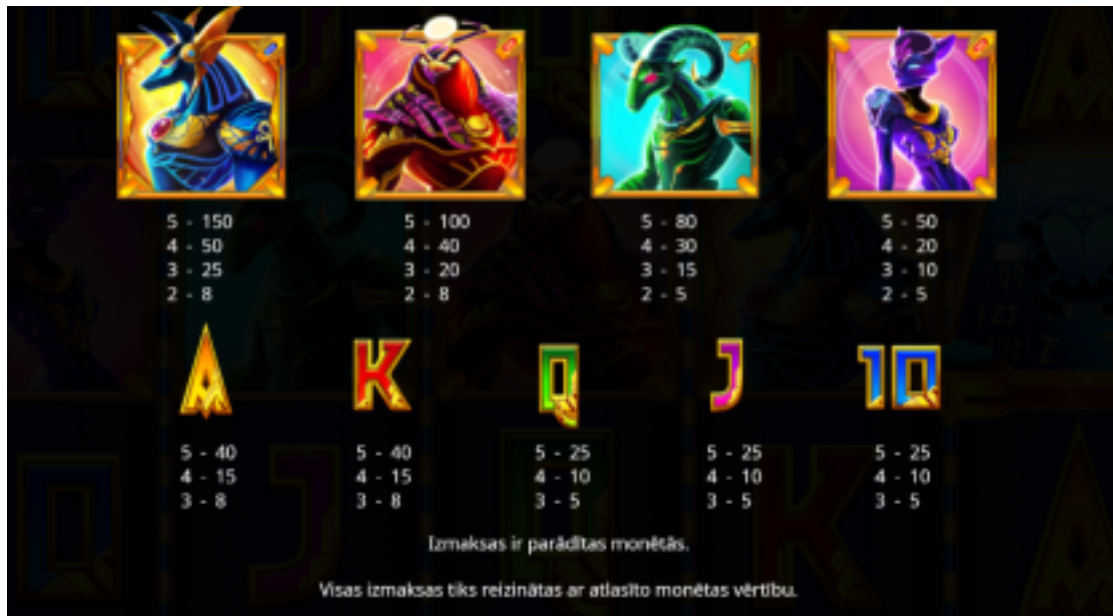 5 - 150 5 - 100 5 - 80 5 - 50
4 - 50 4 - 40 4 - 30 4 - 20
3 - 25 3 - 20 3 - 15 3 - 10
2 - 8 2 - 8 2 - 5 2 - 5
A K Q J 10
5 - 40 5 - 40 5 - 25 5 - 25 5 - 25
4 - 15 4 - 15 4 - 10 4 - 10 4 - 10
3 - 8 3 - 8 3 - 5 3 - 5 3 - 5
Izmaksas ir parādītas monētās.
Visas izmaksas tiks reizinātas ar atlasīto monētas vērtību.